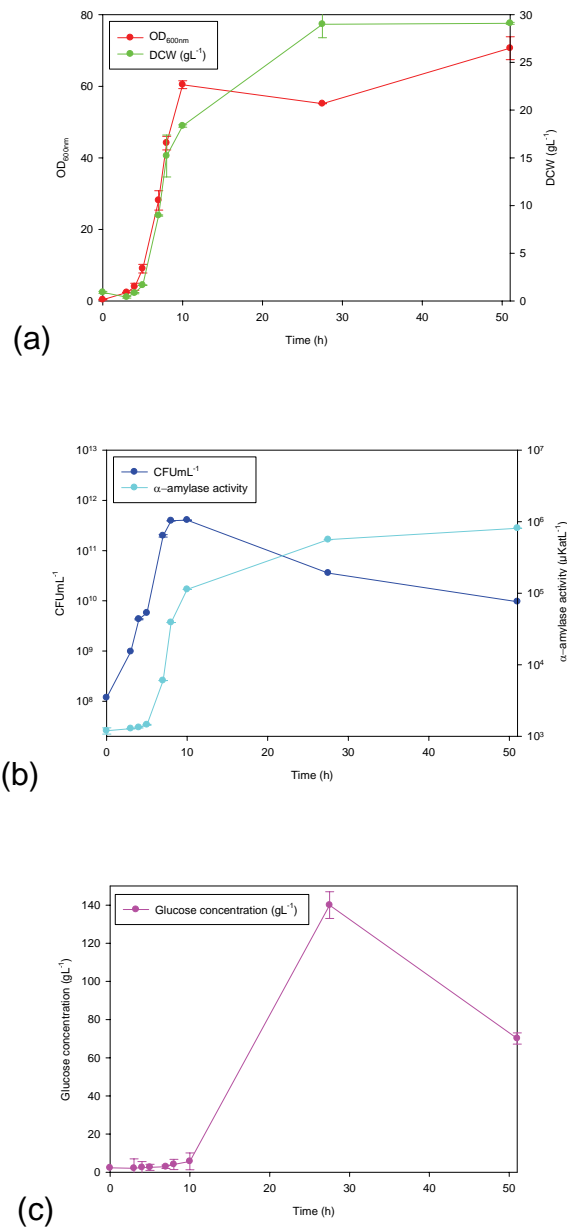 80
60
40
20
0
OD600nm
OD600nm
DCW (gL-1)
30
25
20
15
10
5
0
DCW (gL-1)
0 10 20 30 40 50
Time (h)
(a)
10^13
10^12
10^11
10^10
10^9
10^8
CFUmL-1
CFUmL-1
α−amylase activity
10^7
10^6
10^5
10^4
10^3
α−amylase activity (μKatL-1)
0 10 20 30 40 50
Time (h)
(b)
140
120
100
80
60
40
20
0
Glucose concentration (gL-1)
Glucose concentration (gL-1)
0 10 20 30 40 50
Time (h)
(c)